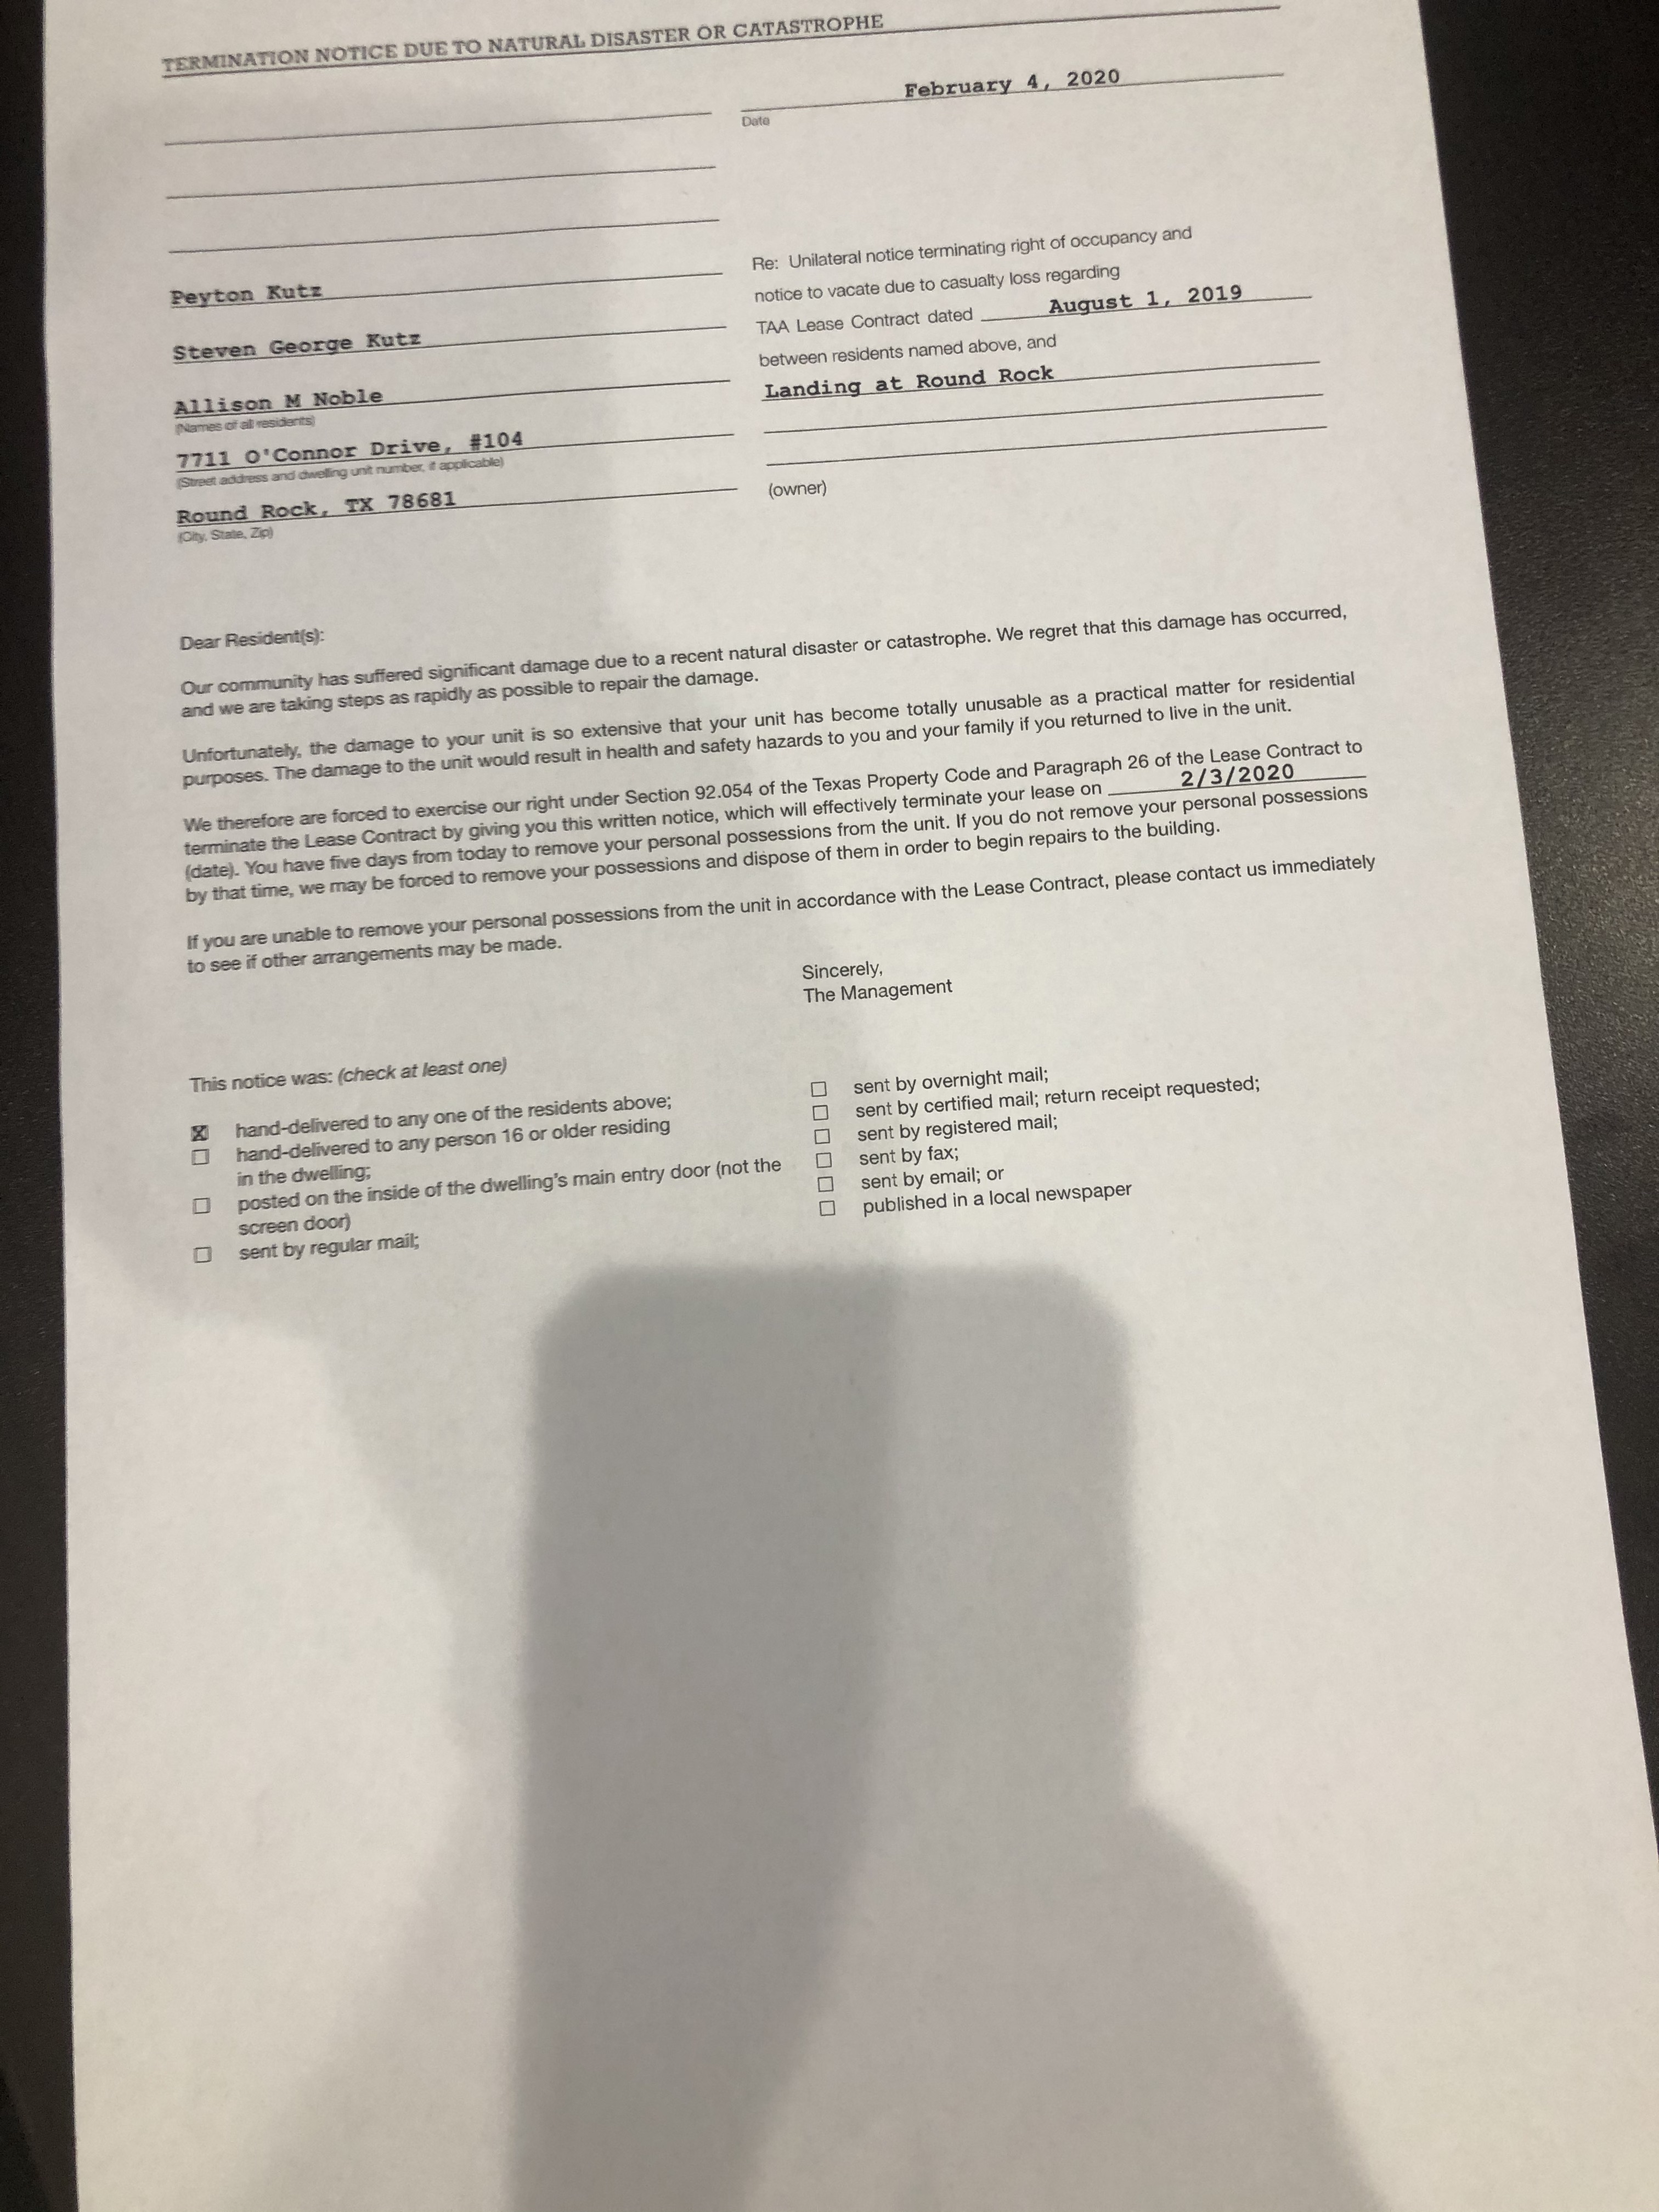 TERMINATION NOTICE DUE TO NATURAL DISASTER OR CATASTROPHE
February 4, 2020
Date
Peyton Kutz
Steven George Kutz
Allison M Noble
(Names of all residents)
7711 O'Connor Drive, #104
(Street address and dwelling unit number, if applicable)
Round Rock, TX 78681
(City, State, Zip)
Re: Unilateral notice terminating right of occupancy and
notice to vacate due to casualty loss regarding
TAA Lease Contract dated August 1, 2019
between residents named above, and
Landing at Round Rock
(owner)
Dear Resident(s):
Our community has suffered significant damage due to a recent natural disaster or catastrophe. We regret that this damage has occurred,
and we are taking steps as rapidly as possible to repair the damage.
Unfortunately, the damage to your unit is so extensive that your unit has become totally unusable as a practical matter for residential
purposes. The damage to the unit would result in health and safety hazards to you and your family if you returned to live in the unit.
We therefore are forced to exercise our right under Section 92.054 of the Texas Property Code and Paragraph 26 of the Lease Contract to
terminate the Lease Contract by giving you this written notice, which will effectively terminate your lease on 2/3/2020
(date). You have five days from today to remove your personal possessions from the unit. If you do not remove your personal possessions
by that time, we may be forced to remove your possessions and dispose of them in order to begin repairs to the building.
If you are unable to remove your personal possessions from the unit in accordance with the Lease Contract, please contact us immediately
to see if other arrangements may be made.
Sincerely,
The Management
This notice was: (check at least one)
hand-delivered to any one of the residents above;
hand-delivered to any person 16 or older residing
in the dwelling;
posted on the inside of the dwelling's main entry door (not the
screen door)
sent by regular mail;
sent by overnight mail;
sent by certified mail; return receipt requested;
sent by registered mail;
sent by fax;
sent by email; or
published in a local newspaper